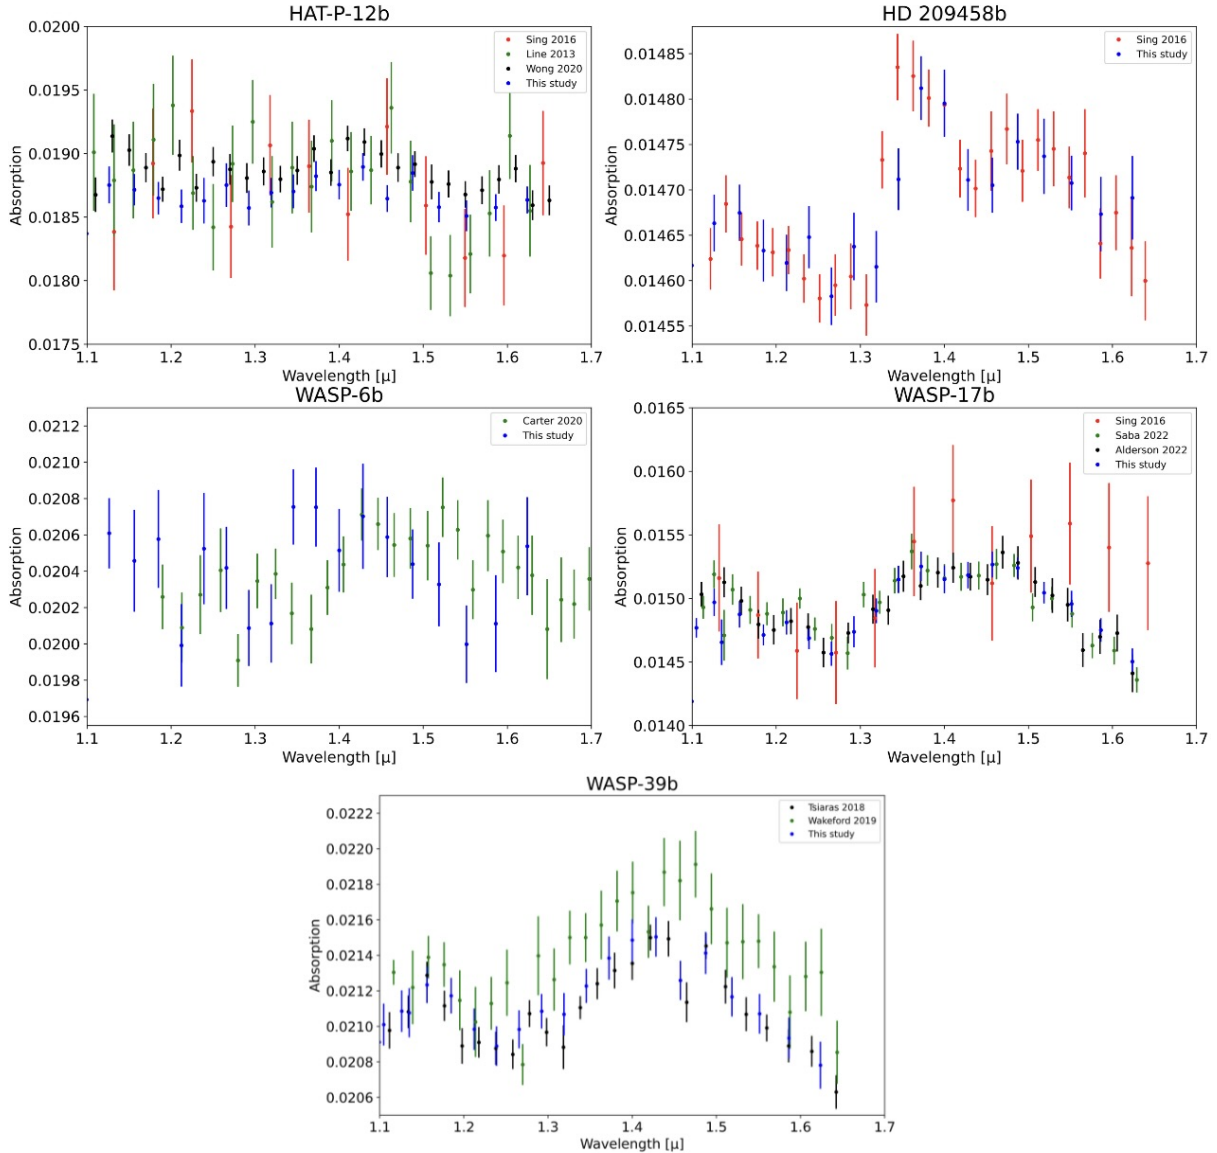 HAT-P-12b
0.0200
0.0195
0.0190
0.0185
0.0180
0.0175
Absorption
Sing 2016
Line 2013
Wong 2020
This study
1.1 1.2 1.3 1.4 1.5 1.6 1.7
Wavelength [μ]
HD 209458b
0.01485
0.01480
0.01475
0.01470
0.01465
0.01460
0.01455
Absorption
Sing 2016
This study
1.1 1.2 1.3 1.4 1.5 1.6 1.7
Wavelength [μ]
WASP-6b
0.0212
0.0210
0.0208
0.0206
0.0204
0.0202
0.0200
0.0198
0.0196
Absorption
Carter 2020
This study
1.1 1.2 1.3 1.4 1.5 1.6 1.7
Wavelength [μ]
WASP-17b
0.0165
0.0160
0.0155
0.0150
0.0145
0.0140
Absorption
Sing 2016
Saba 2022
Alderson 2022
This study
1.1 1.2 1.3 1.4 1.5 1.6 1.7
Wavelength [μ]
WASP-39b
0.0222
0.0220
0.0218
0.0216
0.0214
0.0212
0.0210
0.0208
0.0206
Absorption
Tsiaras 2018
Wakeford 2019
This study
1.1 1.2 1.3 1.4 1.5 1.6 1.7
Wavelength [μ]